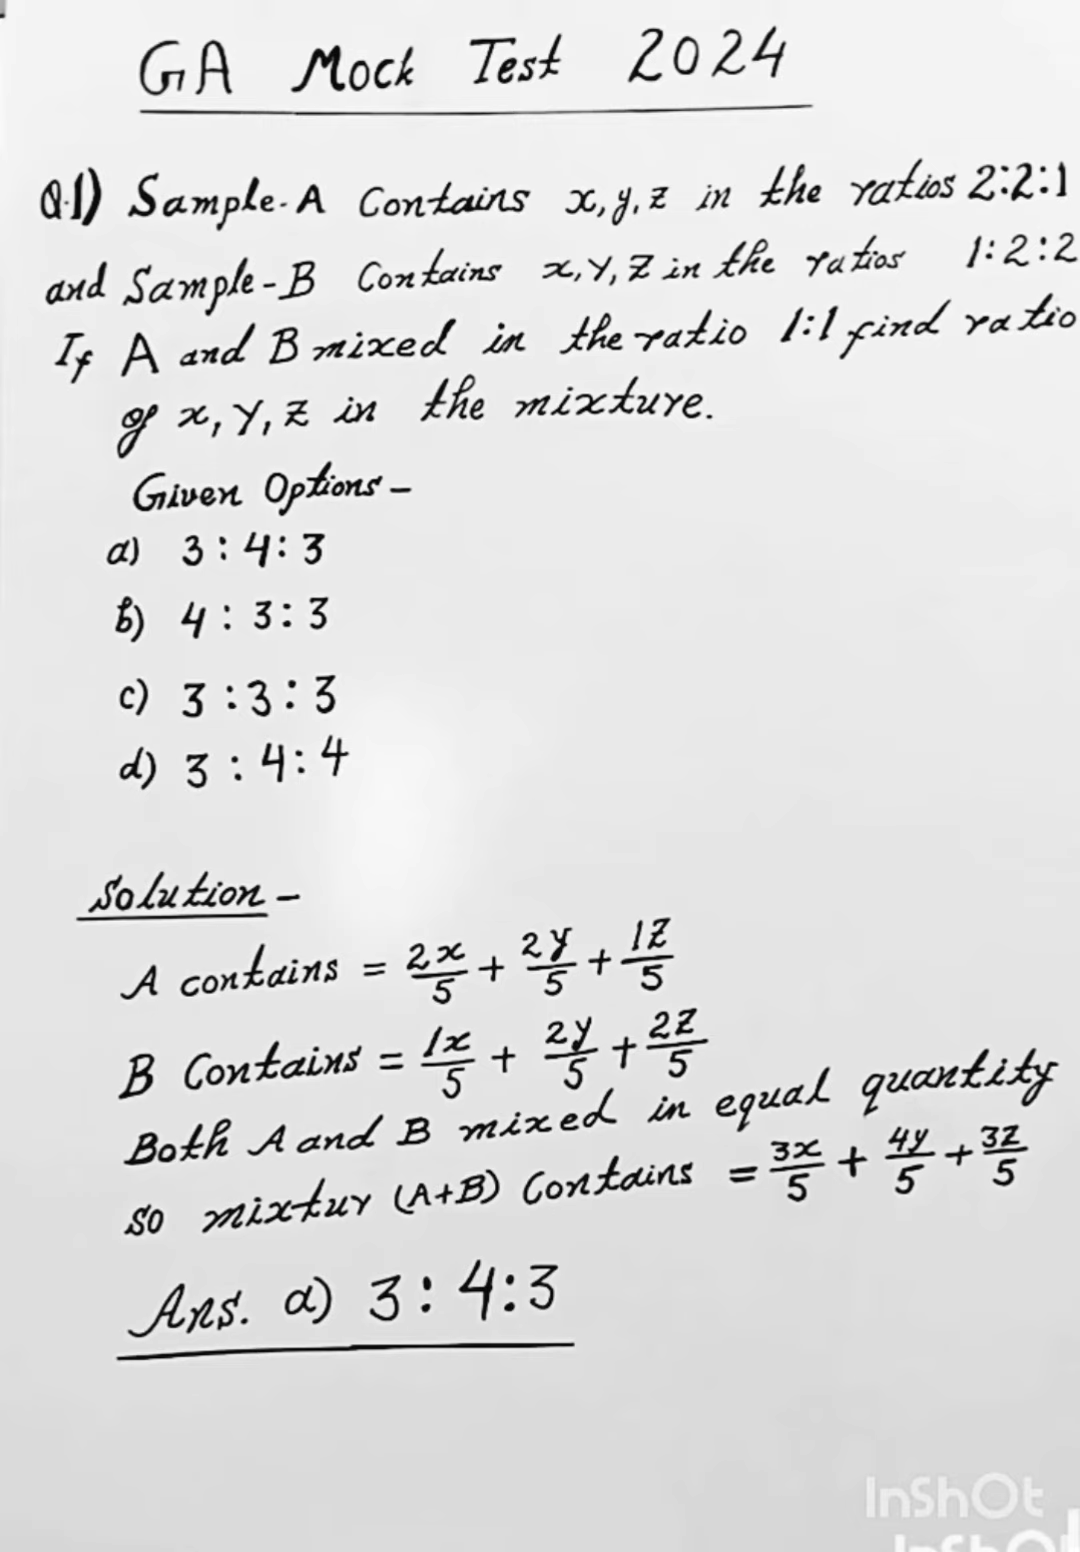 GA Mock Test 2024
Q.1) Sample-A Contains x, y, z in the ratios 2:2:1
and Sample-B Contains x, Y, Z in the ratios 1:2:2
If A and B mixed in the ratio 1:1 find ratio
of x, Y, Z in the mixture.
Given Options -
a) 3 : 4 : 3
b) 4 : 3 : 3
c) 3 : 3 : 3
d) 3 : 4 : 4
Solution -
A contains = 2x/5 + 2y/5 + 1Z/5
B Contains = 1x/5 + 2y/5 + 2Z/5
Both A and B mixed in equal quantity
so mixtur (A+B) Contains = 3x/5 + 4y/5 + 3Z/5
Ans. a) 3 : 4 : 3
InShOt
InShOt